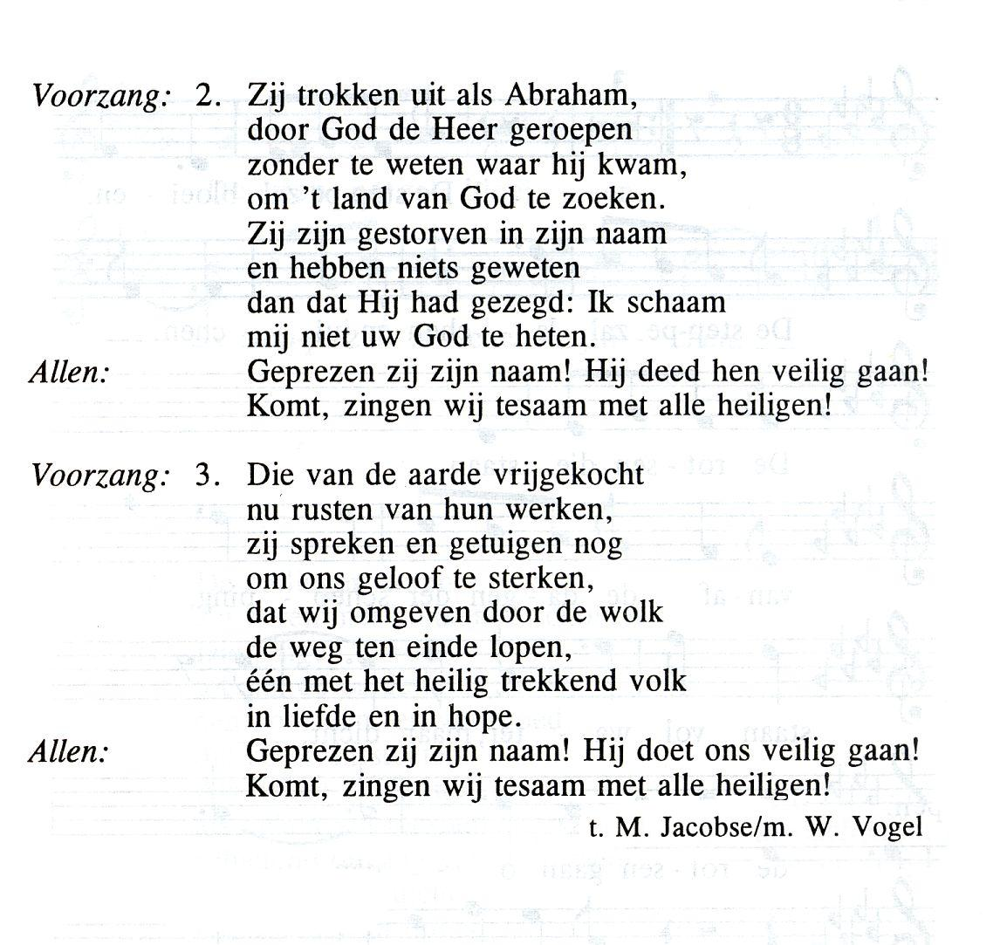 Voorzang: 2. Zij trokken uit als Abraham,
door God de Heer geroepen
zonder te weten waar hij kwam,
om 't land van God te zoeken.
Zij zijn gestorven in zijn naam
en hebben niets geweten
dan dat Hij had gezegd: Ik schaam
mij niet uw God te heten.
Allen: Geprezen zij zijn naam! Hij deed hen veilig gaan!
Komt, zingen wij tesaam met alle heiligen!
Voorzang: 3. Die van de aarde vrijgekocht
nu rusten van hun werken,
zij spreken en getuigen nog
om ons geloof te sterken,
dat wij omgeven door de wolk
de weg ten einde lopen,
één met het heilig trekkend volk
in liefde en in hope.
Allen: Geprezen zij zijn naam! Hij doet ons veilig gaan!
Komt, zingen wij tesaam met alle heiligen!
t. M. Jacobse/m. W. Vogel